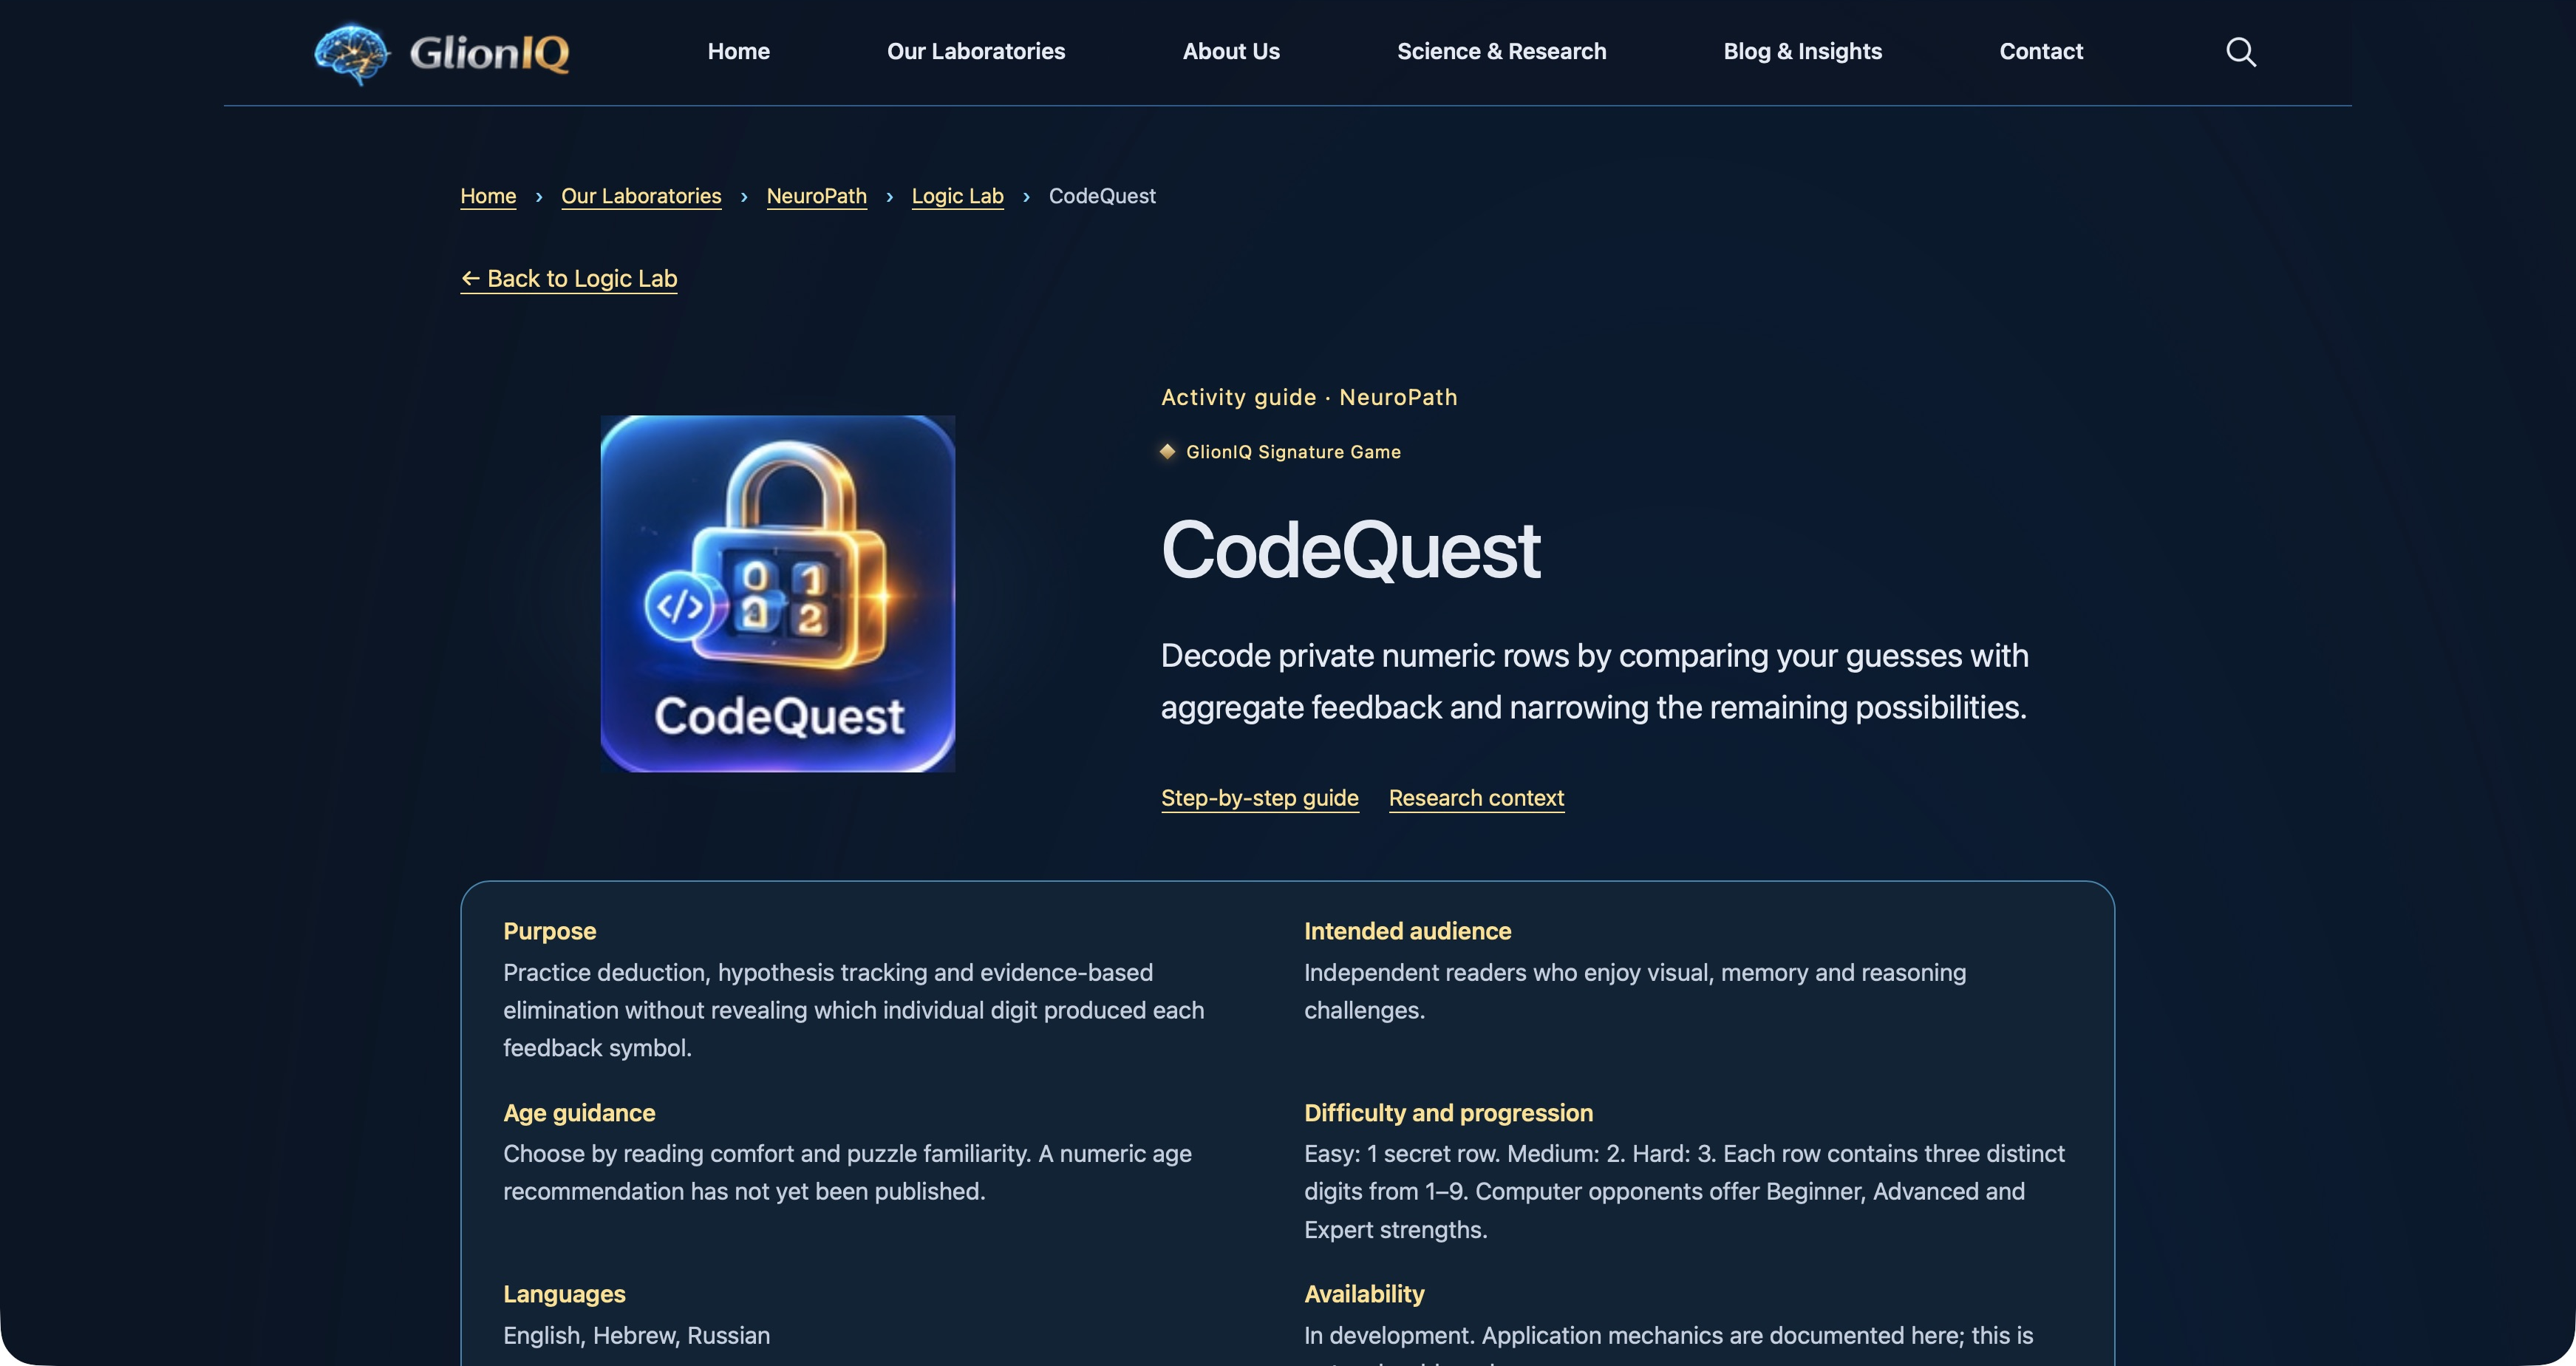 GlionIQ
Home
Our Laboratories
About Us
Science & Research
Blog & Insights
Contact
Home › Our Laboratories › NeuroPath › Logic Lab › CodeQuest
← Back to Logic Lab
</>
0 1
2
CodeQuest
Activity guide · NeuroPath
GlionIQ Signature Game
CodeQuest
Decode private numeric rows by comparing your guesses with
aggregate feedback and narrowing the remaining possibilities.
Step-by-step guide
Research context
Purpose
Practice deduction, hypothesis tracking and evidence-based
elimination without revealing which individual digit produced each
feedback symbol.
Intended audience
Independent readers who enjoy visual, memory and reasoning
challenges.
Age guidance
Choose by reading comfort and puzzle familiarity. A numeric age
recommendation has not yet been published.
Difficulty and progression
Easy: 1 secret row. Medium: 2. Hard: 3. Each row contains three distinct
digits from 1–9. Computer opponents offer Beginner, Advanced and
Expert strengths.
Languages
English, Hebrew, Russian
Availability
In development. Application mechanics are documented here; this is